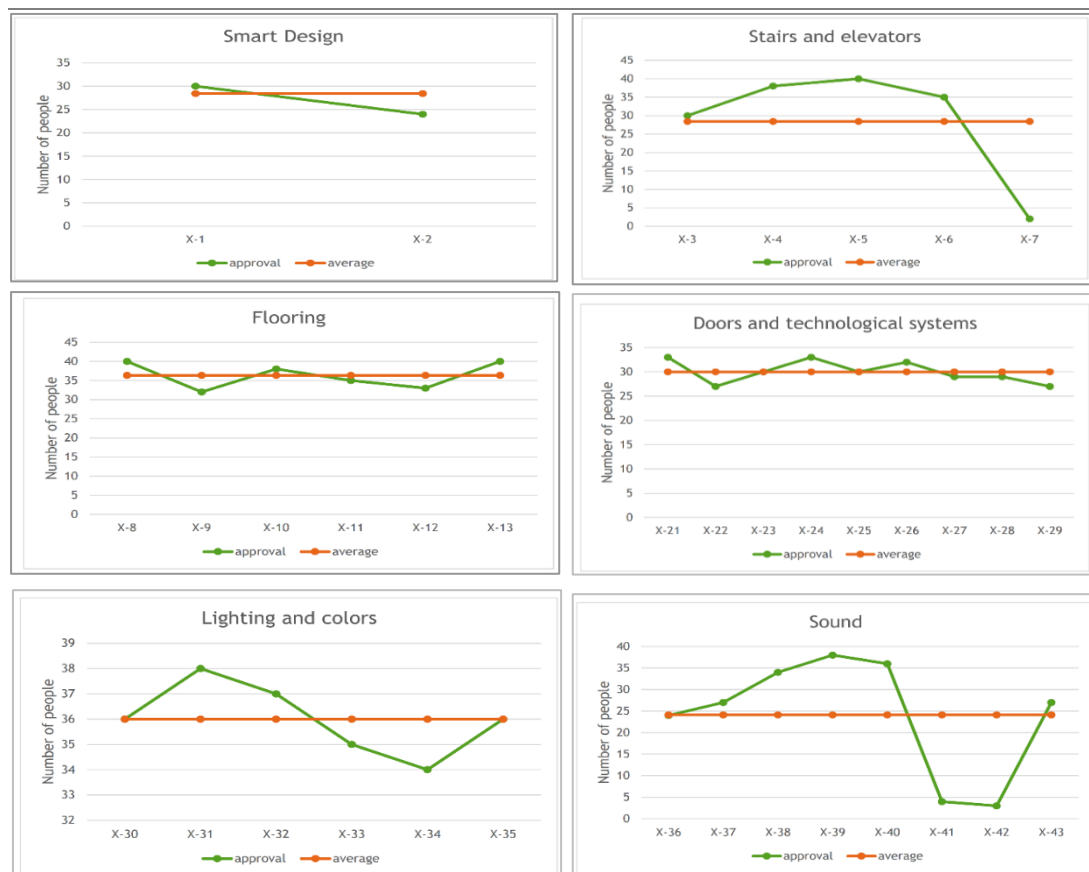 Smart Design
35
30
25
20
15
10
5
0
Number of people
X-1 X-2
approval average
Stairs and elevators
45
40
35
30
25
20
15
10
5
0
Number of people
X-3 X-4 X-5 X-6 X-7
approval average
Flooring
45
40
35
30
25
20
15
10
5
0
Number of people
X-8 X-9 X-10 X-11 X-12 X-13
approval average
Doors and technological systems
35
30
25
20
15
10
5
0
Number of people
X-21 X-22 X-23 X-24 X-25 X-26 X-27 X-28 X-29
approval average
Lighting and colors
39
38
37
36
35
34
33
32
Number of people
X-30 X-31 X-32 X-33 X-34 X-35
approval average
Sound
40
35
30
25
20
15
10
5
0
Number of people
X-36 X-37 X-38 X-39 X-40 X-41 X-42 X-43
approval average